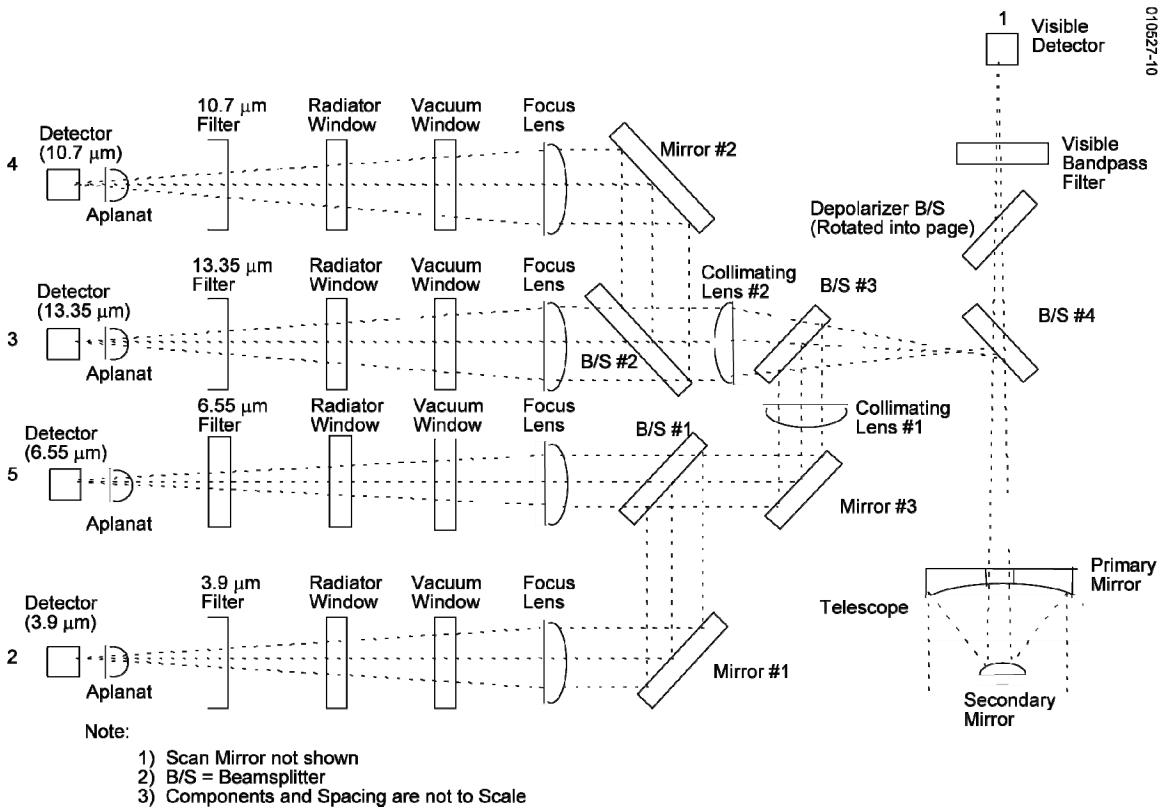 010527-10
1
Visible
Detector
Visible
Bandpass
Filter
Depolarizer B/S
(Rotated into page)
B/S #4
10.7 μm
Filter
Radiator
Window
Vacuum
Window
Focus
Lens
Mirror #2
Detector
(10.7 μm)
4
Aplanat
13.35 μm
Filter
Radiator
Window
Vacuum
Window
Focus
Lens
Collimating
Lens #2
B/S #3
Detector
(13.35 μm)
3
Aplanat
B/S #2
6.55 μm
Filter
Radiator
Window
Vacuum
Window
Focus
Lens
B/S #1
Collimating
Lens #1
Detector
(6.55 μm)
5
Aplanat
Mirror #3
3.9 μm
Filter
Radiator
Window
Vacuum
Window
Focus
Lens
Detector
(3.9 μm)
2
Aplanat
Mirror #1
Primary
Mirror
Telescope
Secondary
Mirror
Note:
1) Scan Mirror not shown
2) B/S = Beamsplitter
3) Components and Spacing are not to Scale